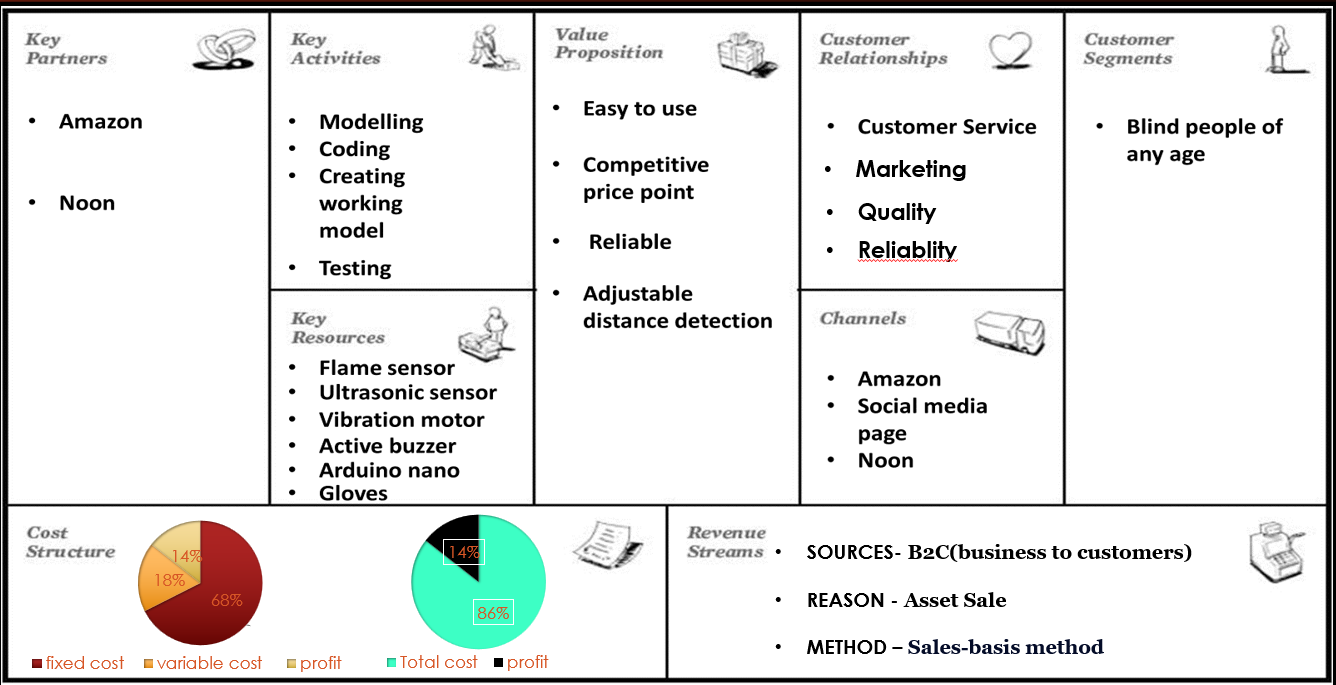 Key
Partners
• Amazon
• Noon
Key
Activities
• Modelling
• Coding
• Creating
working
model
• Testing
Key
Resources
• Flame sensor
• Ultrasonic sensor
• Vibration motor
• Active buzzer
• Arduino nano
• Gloves
Value
Proposition
• Easy to use
• Competitive
price point
• Reliable
• Adjustable
distance detection
Customer
Relationships
• Customer Service
• Marketing
• Quality
• Reliablity
Channels
• Amazon
• Social media
page
• Noon
Customer
Segments
• Blind people of
any age
Cost
Structure
14%
18%
68%
fixed cost variable cost profit
14%
86%
Total cost profit
Revenue
Streams
• SOURCES- B2C(business to customers)
• REASON - Asset Sale
• METHOD – Sales-basis method